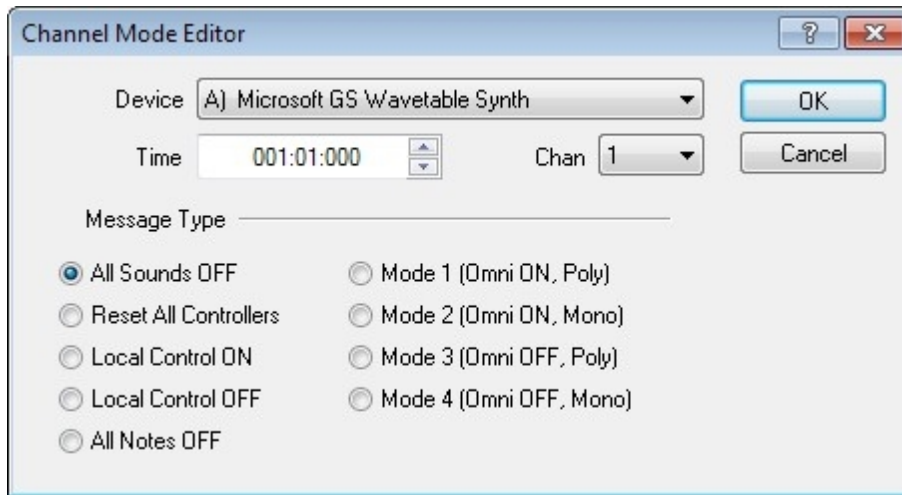 Channel Mode Editor
Device A) Microsoft GS Wavetable Synth OK
Time 001:01:000 Chan 1 Cancel
Message Type
All Sounds OFF Mode 1 (Omni ON, Poly)
Reset All Controllers Mode 2 (Omni ON, Mono)
Local Control ON Mode 3 (Omni OFF, Poly)
Local Control OFF Mode 4 (Omni OFF, Mono)
All Notes OFF